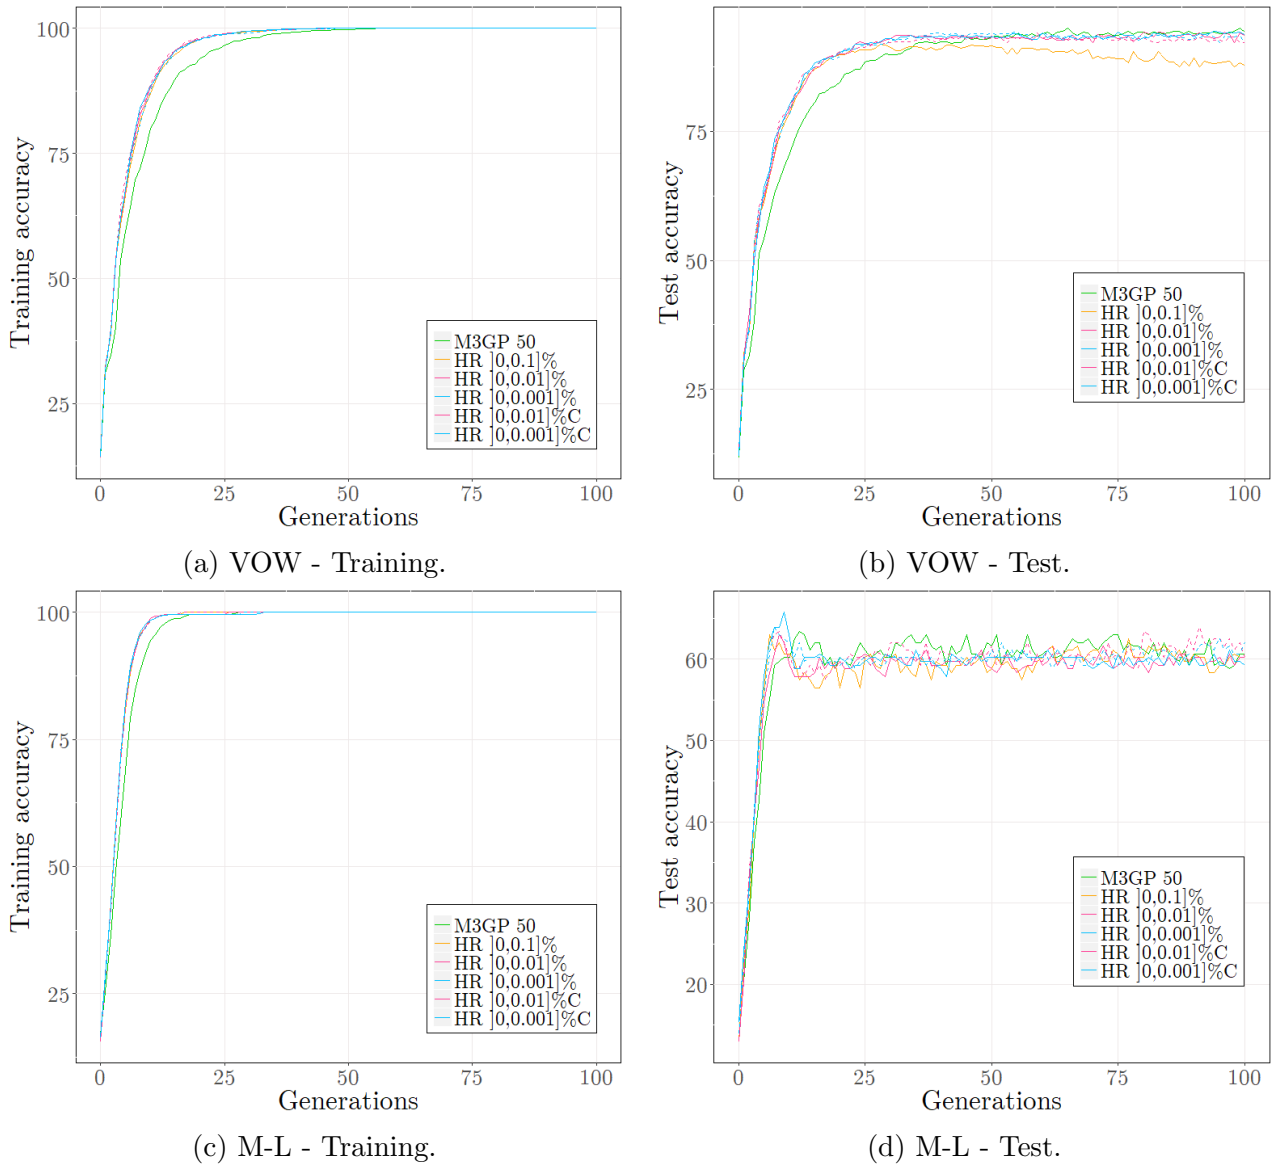 Training accuracy
100
75
50
25
0 25 50 75 100
Generations
M3GP 50
HR ]0,0.1]%
HR ]0,0.01]%
HR ]0,0.001]%
HR ]0,0.01]%C
HR ]0,0.001]%C
(a) VOW - Training.
Test accuracy
75
50
25
0 25 50 75 100
Generations
M3GP 50
HR ]0,0.1]%
HR ]0,0.01]%
HR ]0,0.001]%
HR ]0,0.01]%C
HR ]0,0.001]%C
(b) VOW - Test.
Training accuracy
100
75
50
25
0 25 50 75 100
Generations
M3GP 50
HR ]0,0.1]%
HR ]0,0.01]%
HR ]0,0.001]%
HR ]0,0.01]%C
HR ]0,0.001]%C
(c) M-L - Training.
Test accuracy
60
50
40
30
20
0 25 50 75 100
Generations
M3GP 50
HR ]0,0.1]%
HR ]0,0.01]%
HR ]0,0.001]%
HR ]0,0.01]%C
HR ]0,0.001]%C
(d) M-L - Test.